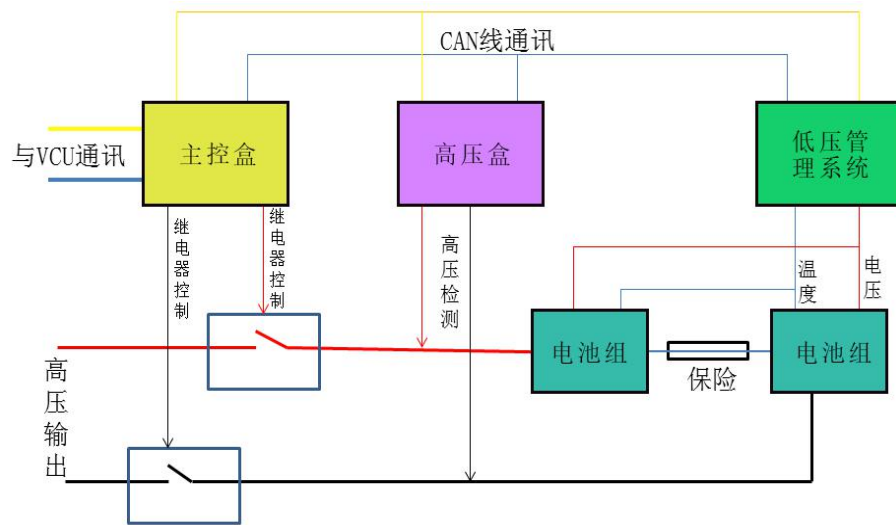 CAN线通讯
主控盒
高压盒
低压管
理系统
与VCU通讯
继电器控制
继电器控制
高压检测
温度
电压
电池组
电池组
保险
高压输出